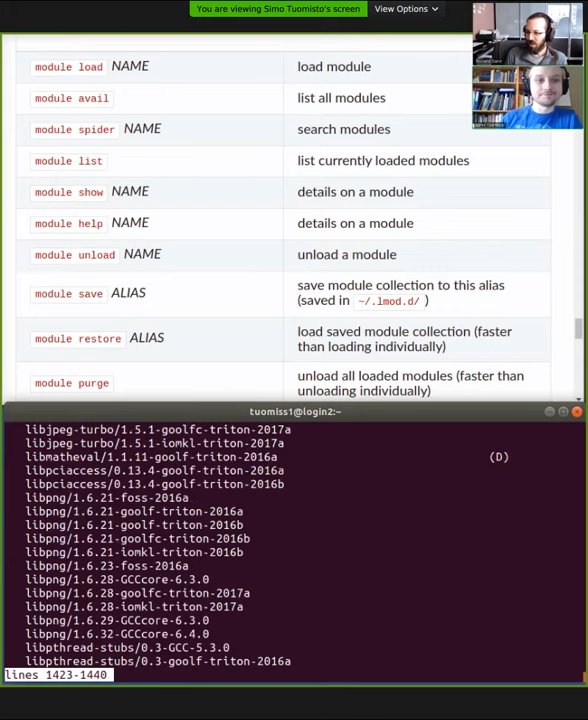 You are viewing Simo Tuomisto's screen View Options
module load NAME load module
module avail list all modules
module spider NAME search modules
module list list currently loaded modules
module show NAME details on a module
module help NAME details on a module
module unload NAME unload a module
module save ALIAS save module collection to this alias
(saved in ~/.lmod.d/ )
module restore ALIAS load saved module collection (faster
than loading individually)
module purge unload all loaded modules (faster than
unloading individually)
tuomiss1@login2:~
libjpeg-turbo/1.5.1-goolfc-triton-2017a
libjpeg-turbo/1.5.1-iomkl-triton-2017a
libmatheval/1.1.11-goolf-triton-2016a (D)
libpciaccess/0.13.4-goolf-triton-2016a
libpciaccess/0.13.4-goolf-triton-2016b
libpng/1.6.21-foss-2016a
libpng/1.6.21-goolf-triton-2016a
libpng/1.6.21-goolf-triton-2016b
libpng/1.6.21-goolfc-triton-2016b
libpng/1.6.21-iomkl-triton-2016b
libpng/1.6.23-foss-2016a
libpng/1.6.28-GCCcore-6.3.0
libpng/1.6.28-goolfc-triton-2017a
libpng/1.6.28-iomkl-triton-2017a
libpng/1.6.29-GCCcore-6.3.0
libpng/1.6.32-GCCcore-6.4.0
libpthread-stubs/0.3-GCC-5.3.0
libpthread-stubs/0.3-goolf-triton-2016a
lines 1423-1440